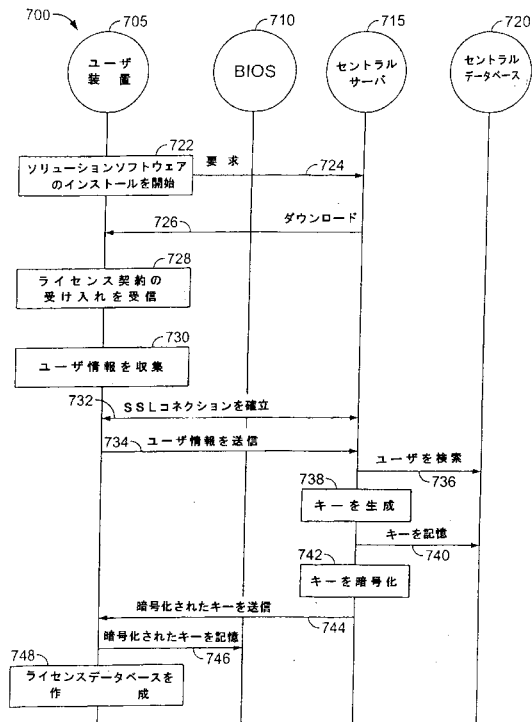 700
705
710
715
720
ユーザ
装置
BIOS
セントラル
サーバ
セントラル
データベース
722
ソリューションソフトウェア
のインストールを開始
要求
724
ダウンロード
726
728
ライセンス契約の
受け入れを受信
730
ユーザ情報を収集
732
SSLコネクションを確立
734
ユーザ情報を送信
ユーザを検索
736
738
キーを生成
キーを記憶
740
742
キーを暗号化
暗号化されたキーを送信
744
暗号化されたキーを記憶
746
748
ライセンスデータベースを
作成